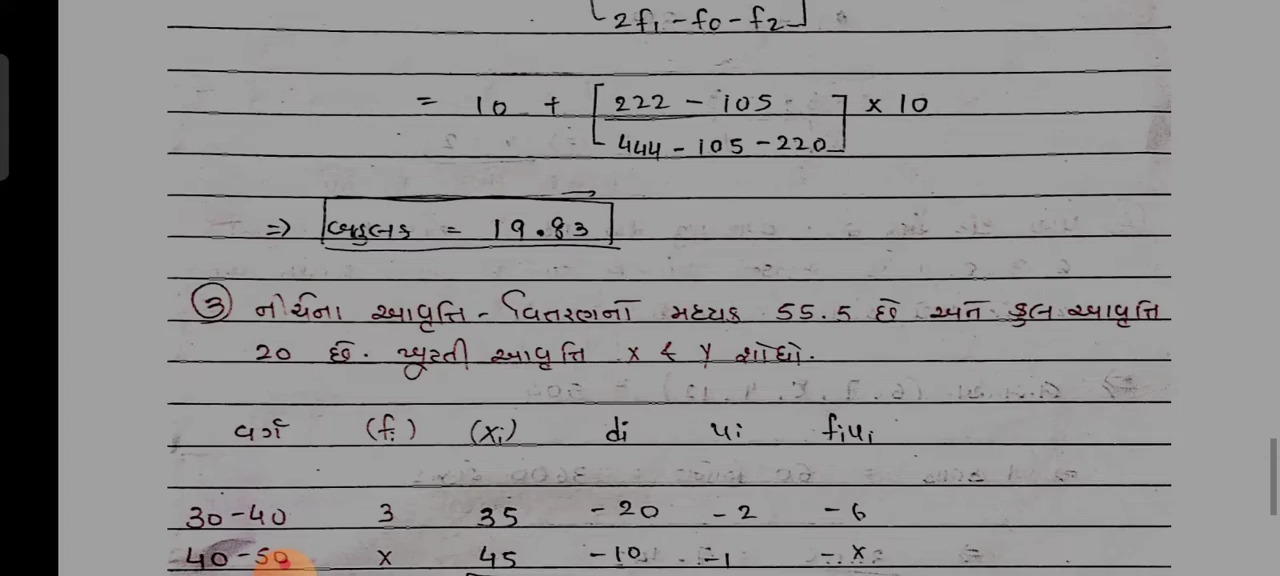 2f₁ - f0 - f2
= 10 + [ 222 - 105 ] × 10
444 - 105 - 220
⇒ બહુલક = 19.83
③ નીચેના આવૃત્તિ - વિતરણનો મધ્યક 55.5 છે અને કુલ આવૃત્તિ
20 છે. ખૂટતી આવૃત્તિ x ને y શોધો.
વર્ગ (fi) (xi) di ui fiui
30-40 3 35 -20 -2 -6
40-50 x 45 -10 -1 -x